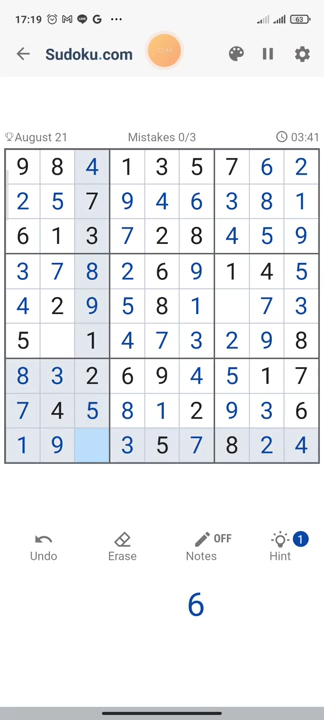 17:19 G ... 63
Sudoku.com
August 21 Mistakes 0/3 03:41
9 8 4 1 3 5 7 6 2
2 5 7 9 4 6 3 8 1
6 1 3 7 2 8 4 5 9
3 7 8 2 6 9 1 4 5
4 2 9 5 8 1 7 3
5 1 4 7 3 2 9 8
8 3 2 6 9 4 5 1 7
7 4 5 8 1 2 9 3 6
1 9 3 5 7 8 2 4
OFF 1
Undo Erase Notes Hint
6